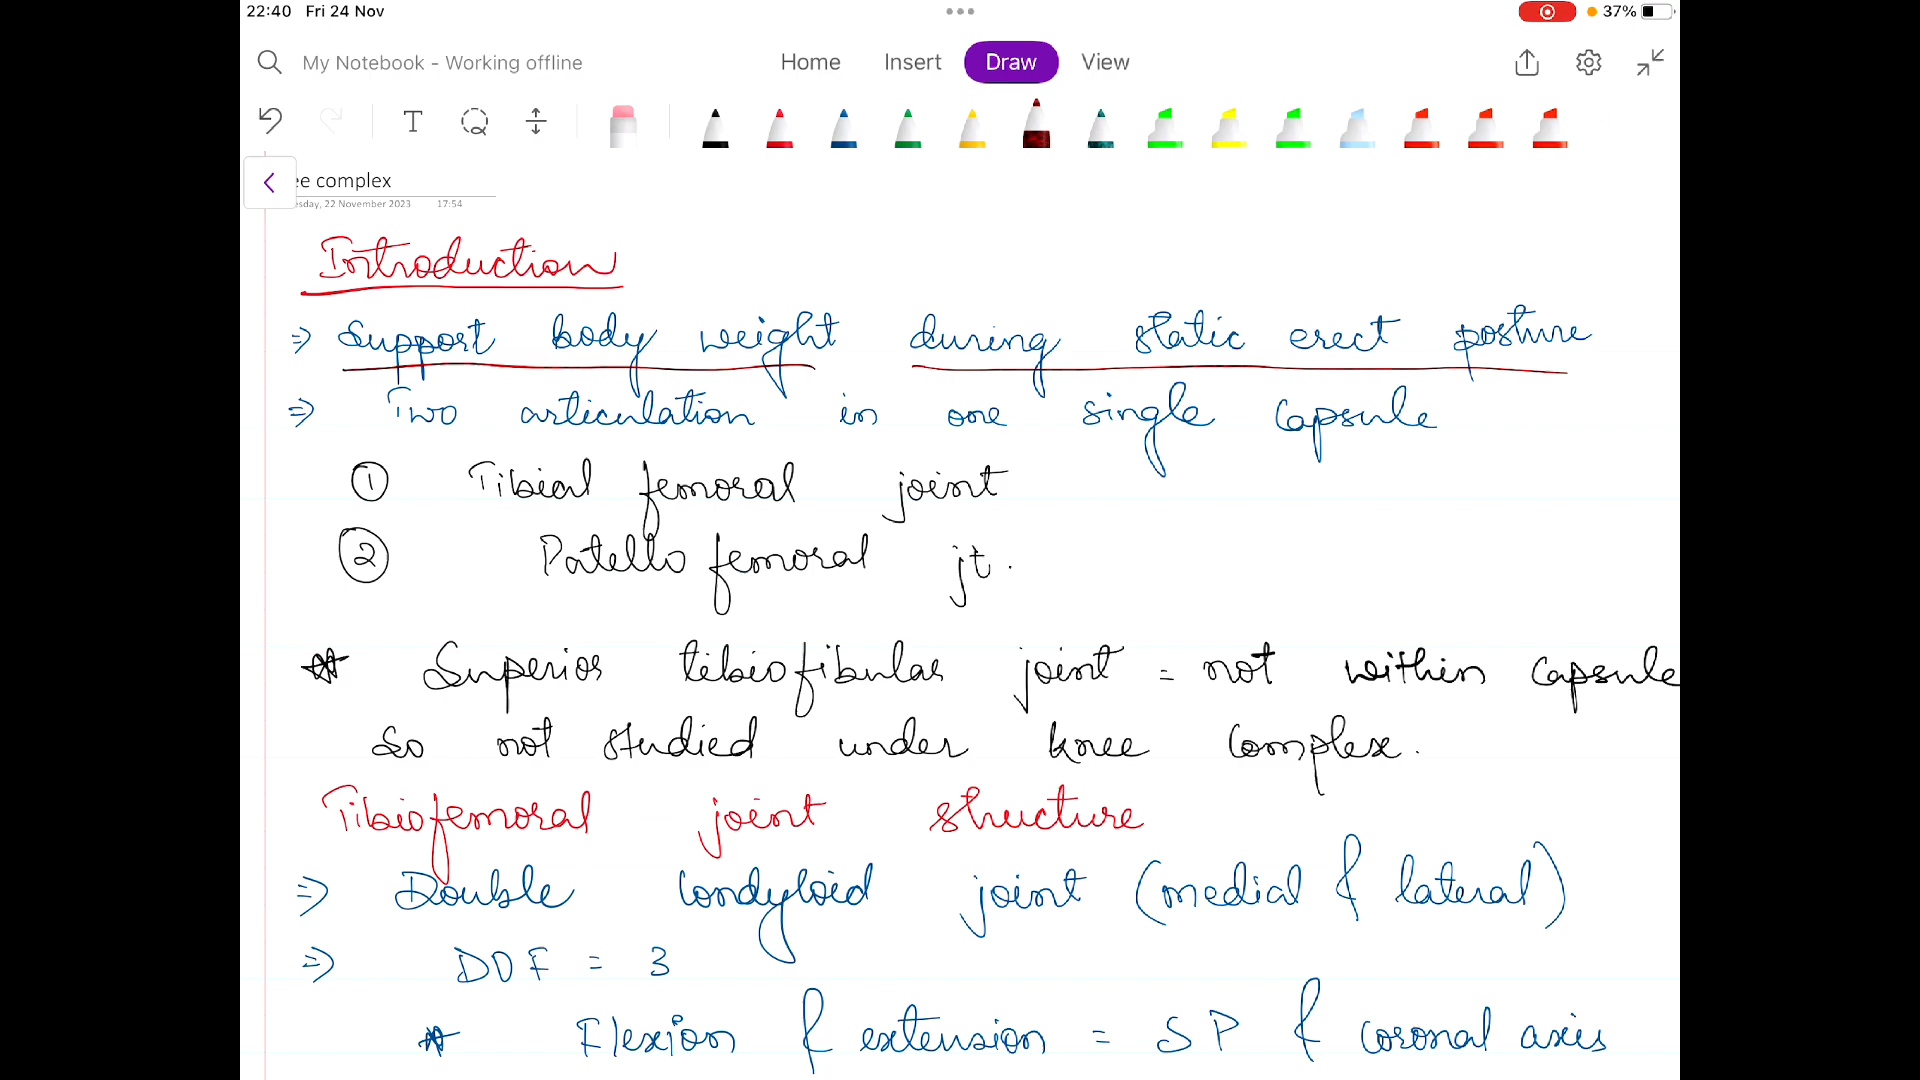 22:40 Fri 24 Nov 37%
My Notebook - Working offline Home Insert Draw View
T
ee complex
sday, 22 November 2023 17:54
Introduction
⇒ Support body weight during static erect posture
⇒ Two articulation in one single capsule
① Tibial femoral joint
② Patello femoral jt.
* Superior tibiofibular joint = not within capsule
So not studied under knee complex.
Tibiofemoral joint structure
⇒ Double condyloid joint (medial & lateral)
⇒ DOF = 3
* Flexion & extension = SP & coronal axis